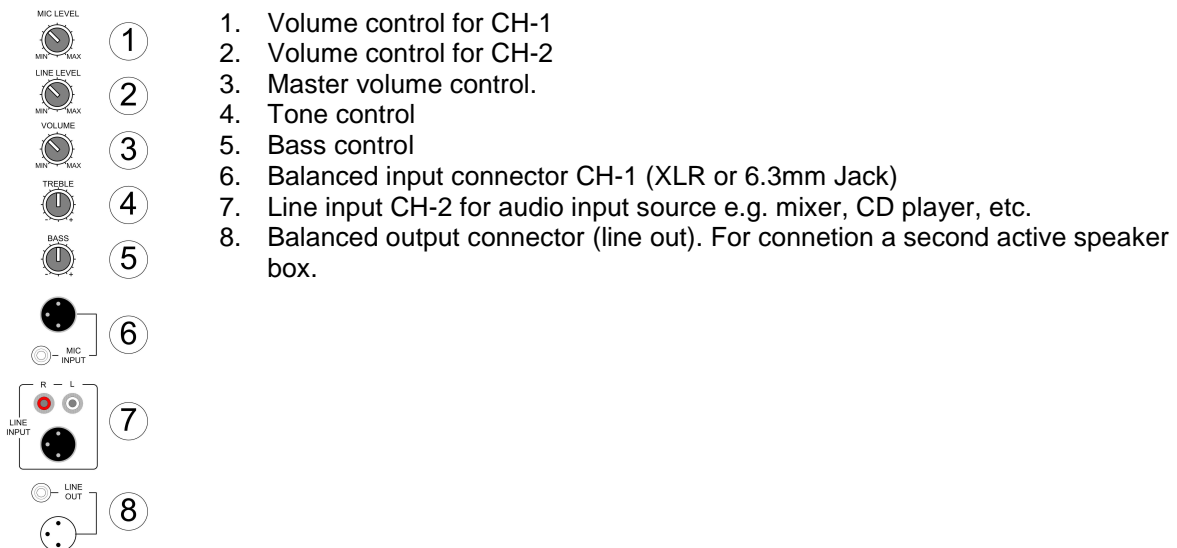 MIC LEVEL
MIN MAX
1
LINE LEVEL
MIN MAX
2
VOLUME
MIN MAX
3
TREBLE
- +
4
BASS
- +
5
MIC
INPUT
6
R L
LINE
INPUT
7
LINE
OUT
8
1. Volume control for CH-1
2. Volume control for CH-2
3. Master volume control.
4. Tone control
5. Bass control
6. Balanced input connector CH-1 (XLR or 6.3mm Jack)
7. Line input CH-2 for audio input source e.g. mixer, CD player, etc.
8. Balanced output connector (line out). For connetion a second active speaker
box.